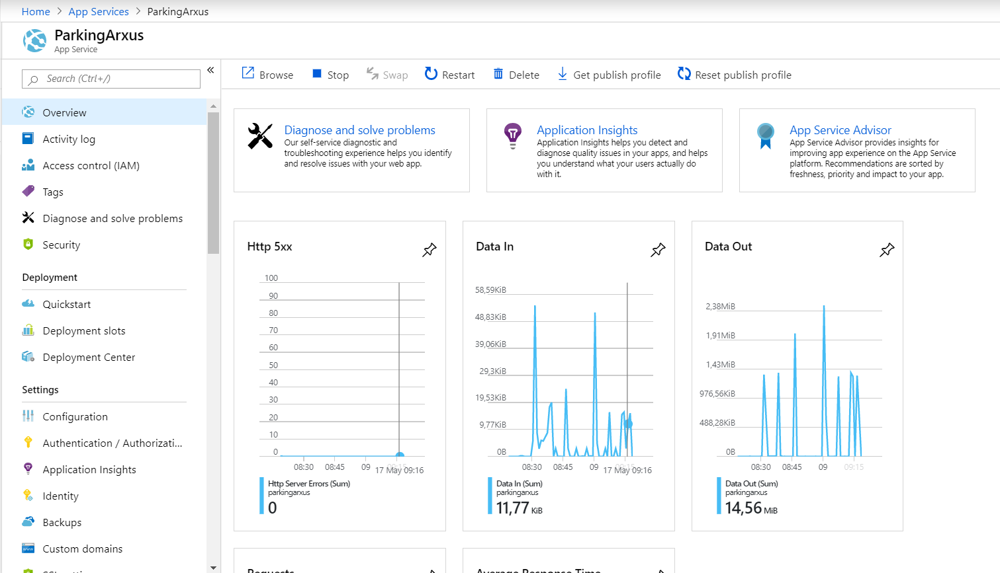 Home > App Services > ParkingArxus
ParkingArxus
App Service
Search (Ctrl+/)
«
Overview
Activity log
Access control (IAM)
Tags
Diagnose and solve problems
Security
Deployment
Quickstart
Deployment slots
Deployment Center
Settings
Configuration
Authentication / Authorizati...
Application Insights
Identity
Backups
Custom domains
Browse Stop Swap Restart Delete Get publish profile Reset publish profile
Diagnose and solve problems
Our self-service diagnostic and
troubleshooting experience helps you identify
and resolve issues with your web app.
Application Insights
Application Insights helps you detect and
diagnose quality issues in your apps, and helps
you understand what your users actually do
with it.
App Service Advisor
App Service Advisor provides insights for
improving app experience on the App Service
platform. Recommendations are sorted by
freshness, priority and impact to your app.
Http 5xx
100
90
80
70
60
50
40
30
20
10
0
08:30 08:45 09 09:15
17 May 09:16
Http Server Errors (Sum)
parkingarxus
0
Data In
58,59KiB
48,83KiB
39,06KiB
29,3KiB
19,53KiB
9,77KiB
0B
08:30 08:45 09 09:15
17 May 09:16
Data In (Sum)
parkingarxus
11,77 KiB
Data Out
2,38MiB
1,91MiB
1,43MiB
976,56KiB
488,28KiB
0B
08:30 08:45 09 09:15
Data Out (Sum)
parkingarxus
14,56 MiB
Requests
Average Response Time